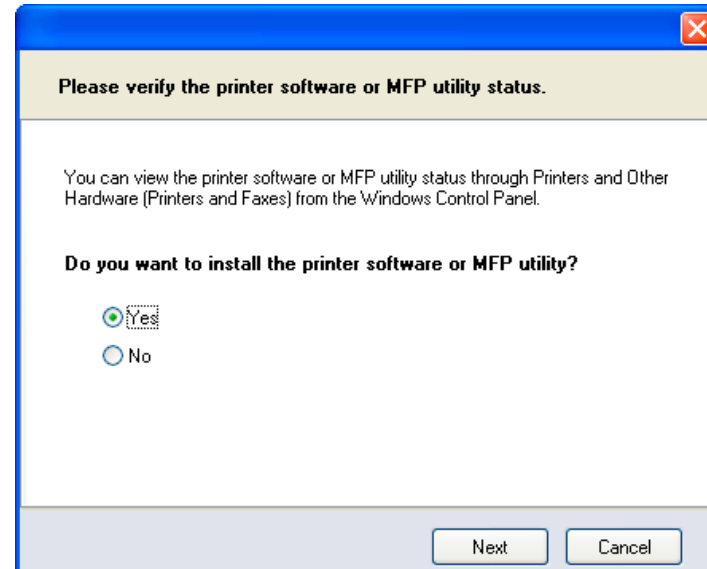 Please verify the printer software or MFP utility status.
You can view the printer software or MFP utility status through Printers and Other
Hardware (Printers and Faxes) from the Windows Control Panel.
Do you want to install the printer software or MFP utility?
Yes
No
Next
Cancel